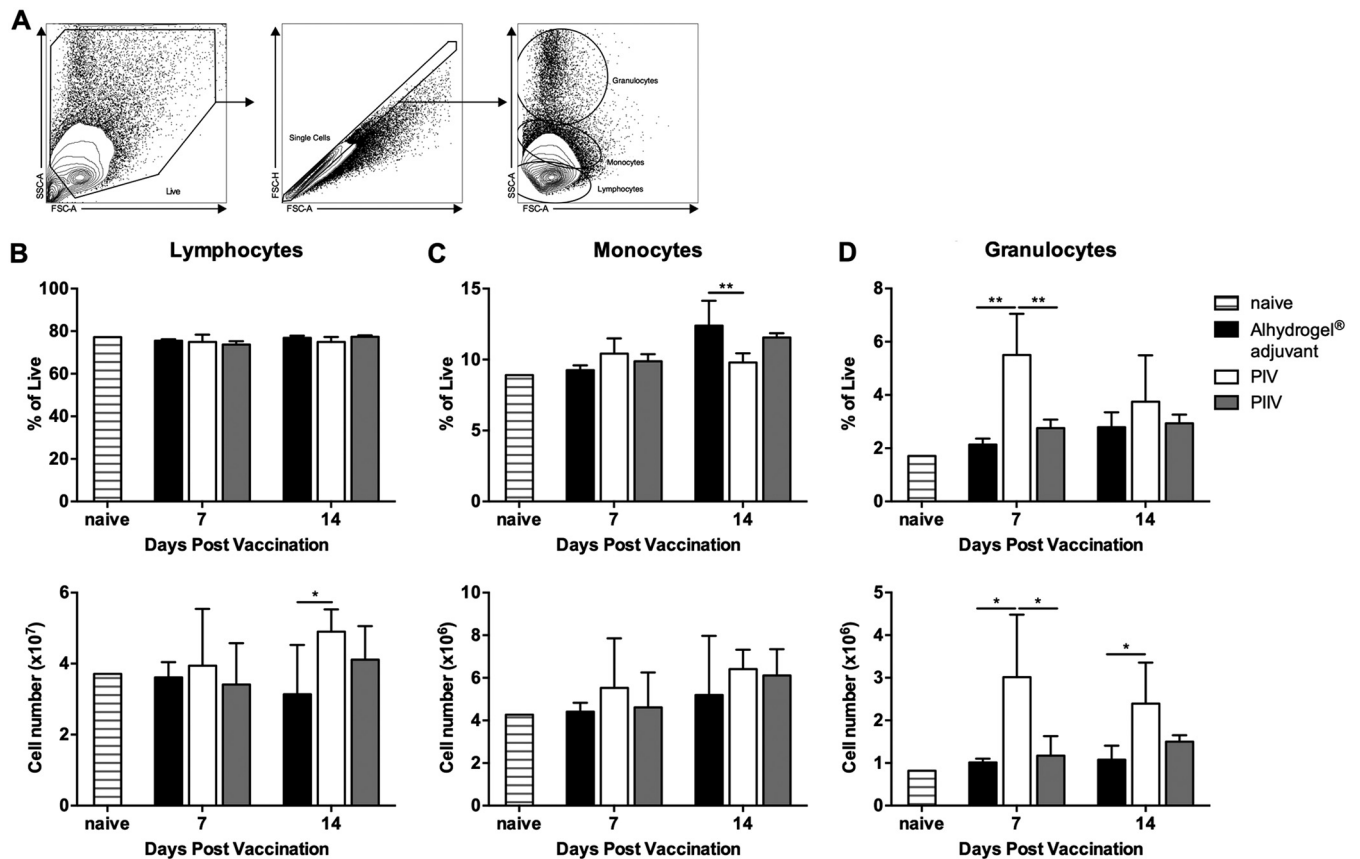 A
SSC-A
FSC-A
Live
FSC-H
FSC-A
Single Cells
SSC-A
FSC-A
Granulocytes
Monocytes
Lymphocytes
B
Lymphocytes
% of Live
100
80
60
40
20
0
naive
7
14
Days Post Vaccination
Cell number (x10⁷)
6
4
2
0
*
naive
7
14
Days Post Vaccination
C
Monocytes
% of Live
15
10
5
0
**
naive
7
14
Days Post Vaccination
Cell number (x10⁶)
10
8
6
4
2
0
naive
7
14
Days Post Vaccination
D
Granulocytes
% of Live
8
6
4
2
0
** **
naive
7
14
Days Post Vaccination
Cell number (x10⁶)
5
4
3
2
1
0
* *
*
naive
7
14
Days Post Vaccination
naive
Alhydrogel®
adjuvant
PIV
PIIV